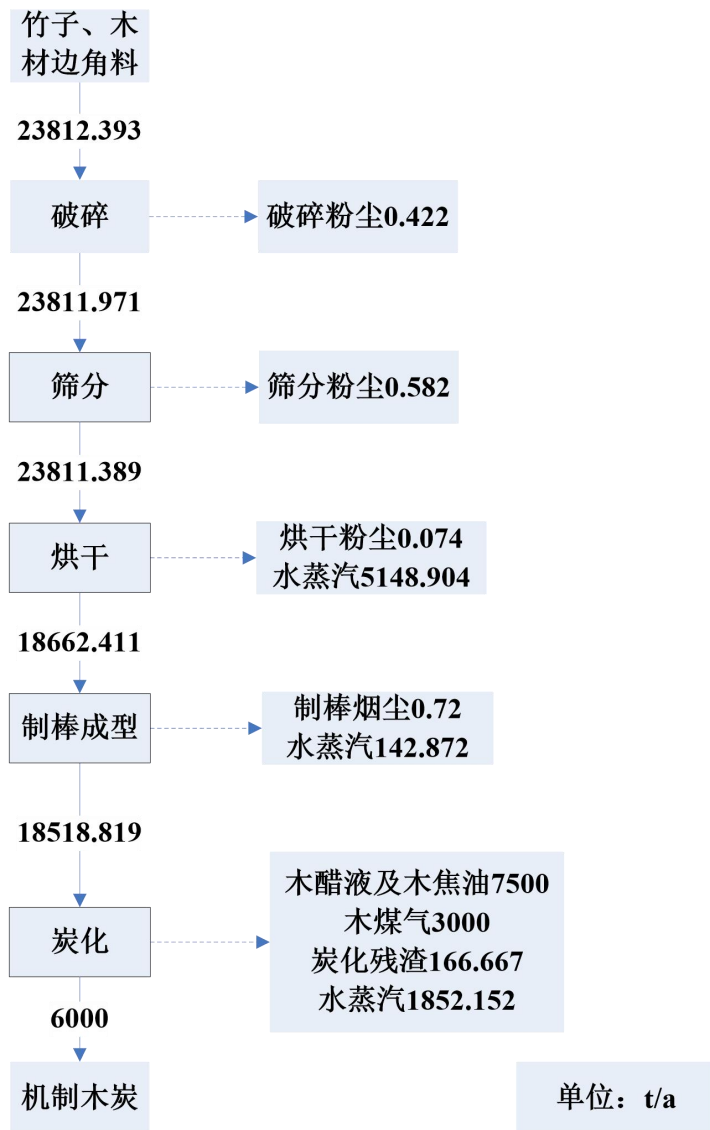 竹子、木
材边角料
23812.393
破碎
破碎粉尘0.422
23811.971
筛分
筛分粉尘0.582
23811.389
烘干
烘干粉尘0.074
水蒸汽5148.904
18662.411
制棒成型
制棒烟尘0.72
水蒸汽142.872
18518.819
炭化
木醋液及木焦油7500
木煤气3000
炭化残渣166.667
水蒸汽1852.152
6000
机制木炭
单位：t/a